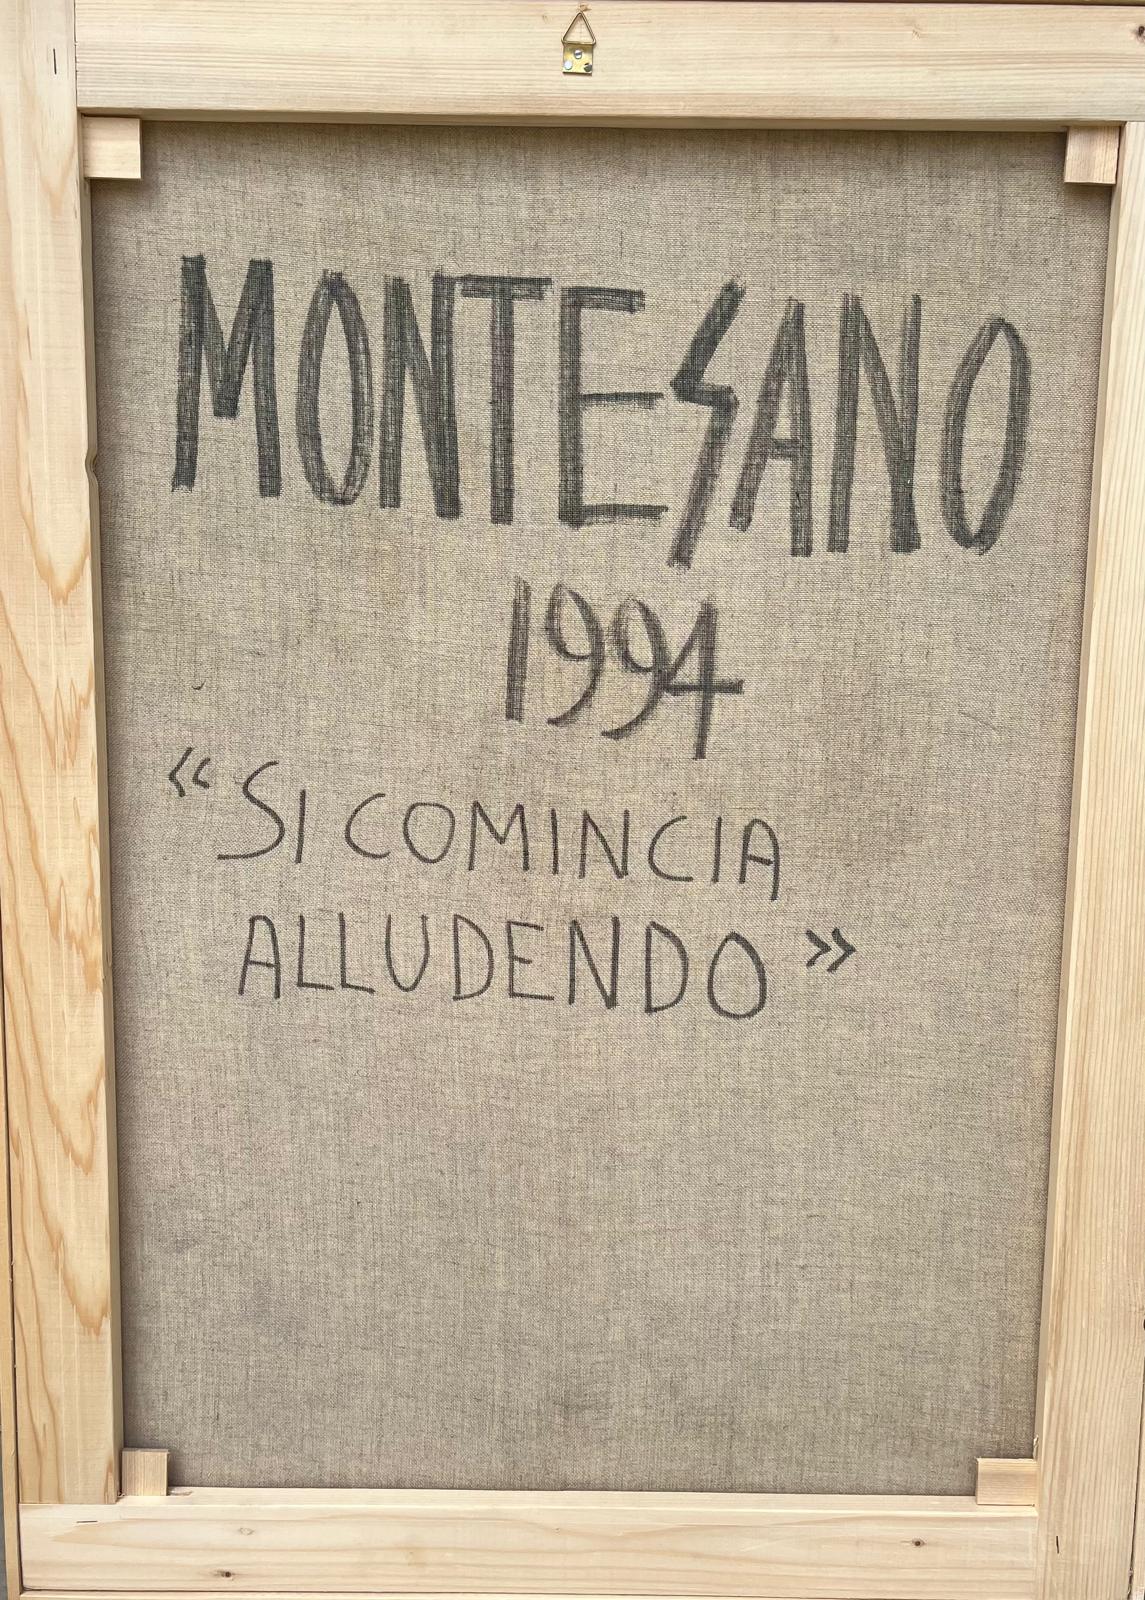 MONTESANO
1994
“SI COMINCIA
ALLUDENDO”